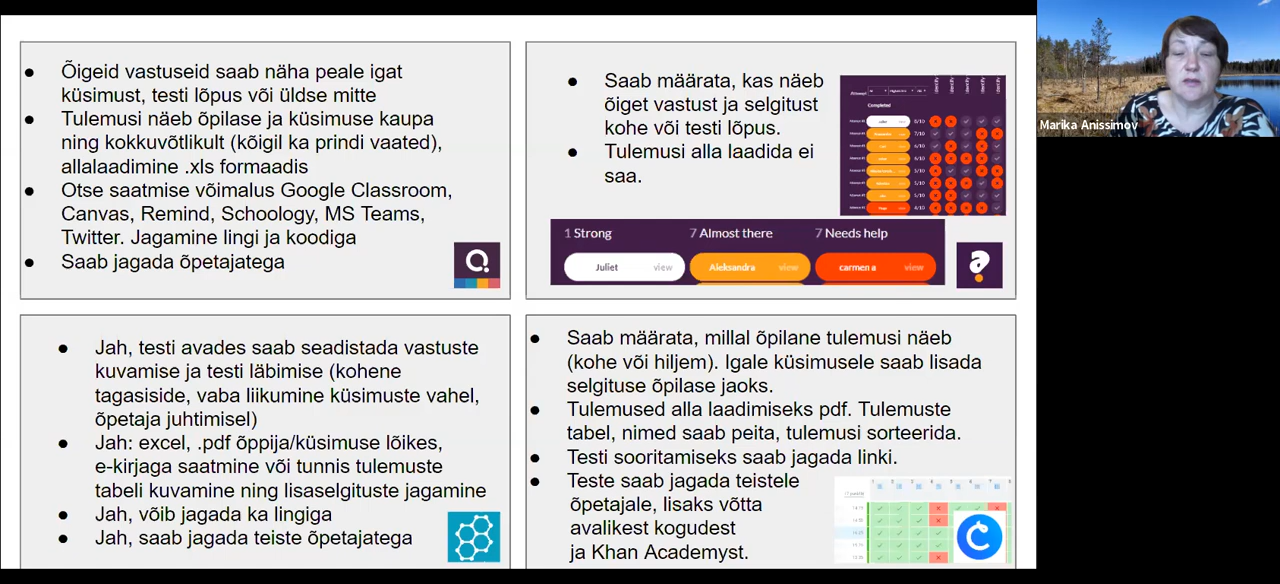 ● Õigeid vastuseid saab näha peale igat
küsimust, testi lõpus või üldse mitte
● Tulemusi näeb õpilase ja küsimuse kaupa
ning kokkuvõtlikult (kõigil ka prindi vaated),
allalaadimine .xls formaadis
● Otse saatmise võimalus Google Classroom,
Canvas, Remind, Schoology, MS Teams,
Twitter. Jagamine lingi ja koodiga
● Saab jagada õpetajatega
● Saab määrata, kas näeb
õiget vastust ja selgitust
kohe või testi lõpus.
● Tulemusi alla laadida ei
saa.
Completed
1 Strong 7 Almost there 7 Needs help
Juliet view Aleksandra view carmen a view
● Jah, testi avades saab seadistada vastuste
kuvamise ja testi läbimise (kohene
tagasiside, vaba liikumine küsimuste vahel,
õpetaja juhtimisel)
● Jah: excel, .pdf õppija/küsimuse lõikes,
e-kirjaga saatmine või tunnis tulemuste
tabeli kuvamine ning lisaselgituste jagamine
● Jah, võib jagada ka lingiga
● Jah, saab jagada teiste õpetajatega
● Saab määrata, millal õpilane tulemusi näeb
(kohe või hiljem). Igale küsimusele saab lisada
selgituse õpilase jaoks.
● Tulemused alla laadimiseks pdf. Tulemuste
tabel, nimed saab peita, tulemusi sorteerida.
● Testi sooritamiseks saab jagada linki.
● Teste saab jagada teistele
õpetajale, lisaks võtta
avalikest kogudest
ja Khan Academyst.
Marika Anissimov